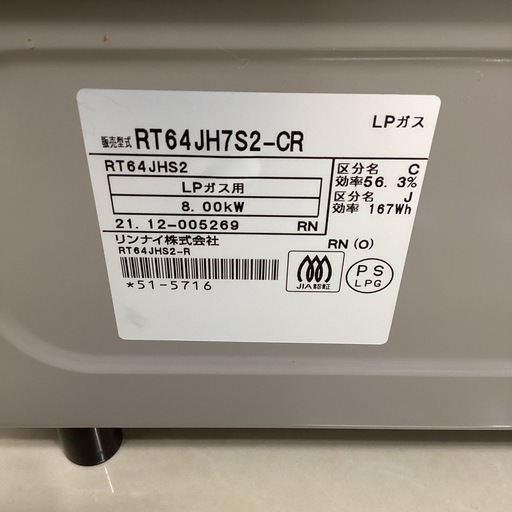 LPガス
販売型式 RT64JH7S2-CR
RT64JHS2
LPガス用
8.00kW
21.12-005269 RN
リンナイ株式会社
RT64JHS2-R
*51-5716
区分名 C
効率56.3%
区分名 J
効率 167Wh
RN (O)
JIA認証
PS
LPG